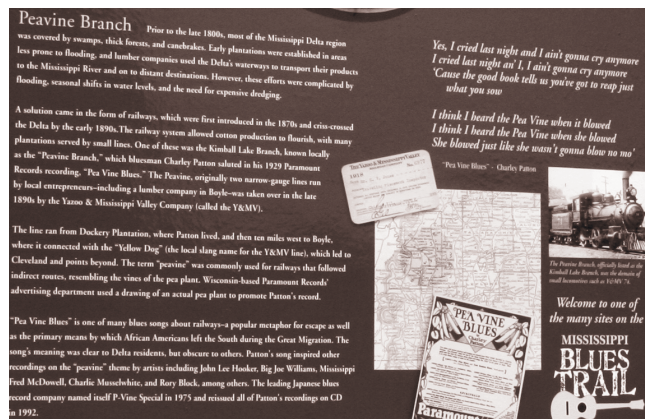 Peavine Branch Prior to the late 1800s, most of the Mississippi Delta region
was covered by swamps, thick forests, and canebrakes. Early plantations were established in areas
less prone to flooding, and lumber companies used the Delta's waterways to transport their products
to the Mississippi River and on to distant destinations. However, these efforts were complicated by
flooding, seasonal shifts in water levels, and the need for expensive dredging.
A solution came in the form of railways, which were first introduced in the 1870s and criss-crossed
the Delta by the early 1890s. The railway system allowed cotton production to flourish, with many
plantations served by small lines. One of these was the Kimball Lake Branch, known locally
as the "Peavine Branch," which bluesman Charley Patton saluted in his 1929 Paramount
Records recording, "Pea Vine Blues." The Peavine, originally two narrow-gauge lines run
by local entrepreneurs–including a lumber company in Boyle–was taken over in the late
1890s by the Yazoo & Mississippi Valley Company (called the Y&MV).
The line ran from Dockery Plantation, where Patton lived, and then ten miles west to Boyle,
where it connected with the "Yellow Dog" (the local slang name for the Y&MV line), which led to
Cleveland and points beyond. The term "peavine" was commonly used for railways that followed
indirect routes, resembling the vines of the pea plant. Wisconsin-based Paramount Records'
advertising department used a drawing of an actual pea plant to promote Patton's record.
"Pea Vine Blues" is one of many blues songs about railways–a popular metaphor for escape as well
as the primary means by which African Americans left the South during the Great Migration. The
song's meaning was clear to Delta residents, but obscure to others. Patton's song inspired other
recordings on the "peavine" theme by artists including John Lee Hooker, Big Joe Williams, Mississippi
Fred McDowell, Charlie Musselwhite, and Rory Block, among others. The leading Japanese blues
record company named itself P-Vine Special in 1975 and reissued all of Patton's recordings on CD
in 1992.
Yes, I cried last night and I ain't gonna cry anymore
I cried last night an' I, I ain't gonna cry anymore
'Cause the good book tells us you've got to reap just
what you sow
I think I heard the Pea Vine when it blowed
I think I heard the Pea Vine when she blowed
She blowed just like she wasn't gonna blow no mo'
"Pea Vine Blues" - Charley Patton
The Yazoo & Mississippi Valley
The Peavine Branch, officially listed as the
Kimball Lake Branch, was the domain of
small locomotives such as Y&MV 74.
PEA VINE
BLUES
Paramount
Welcome to one of
the many sites on the
MISSISSIPPI
BLUES
TRAIL